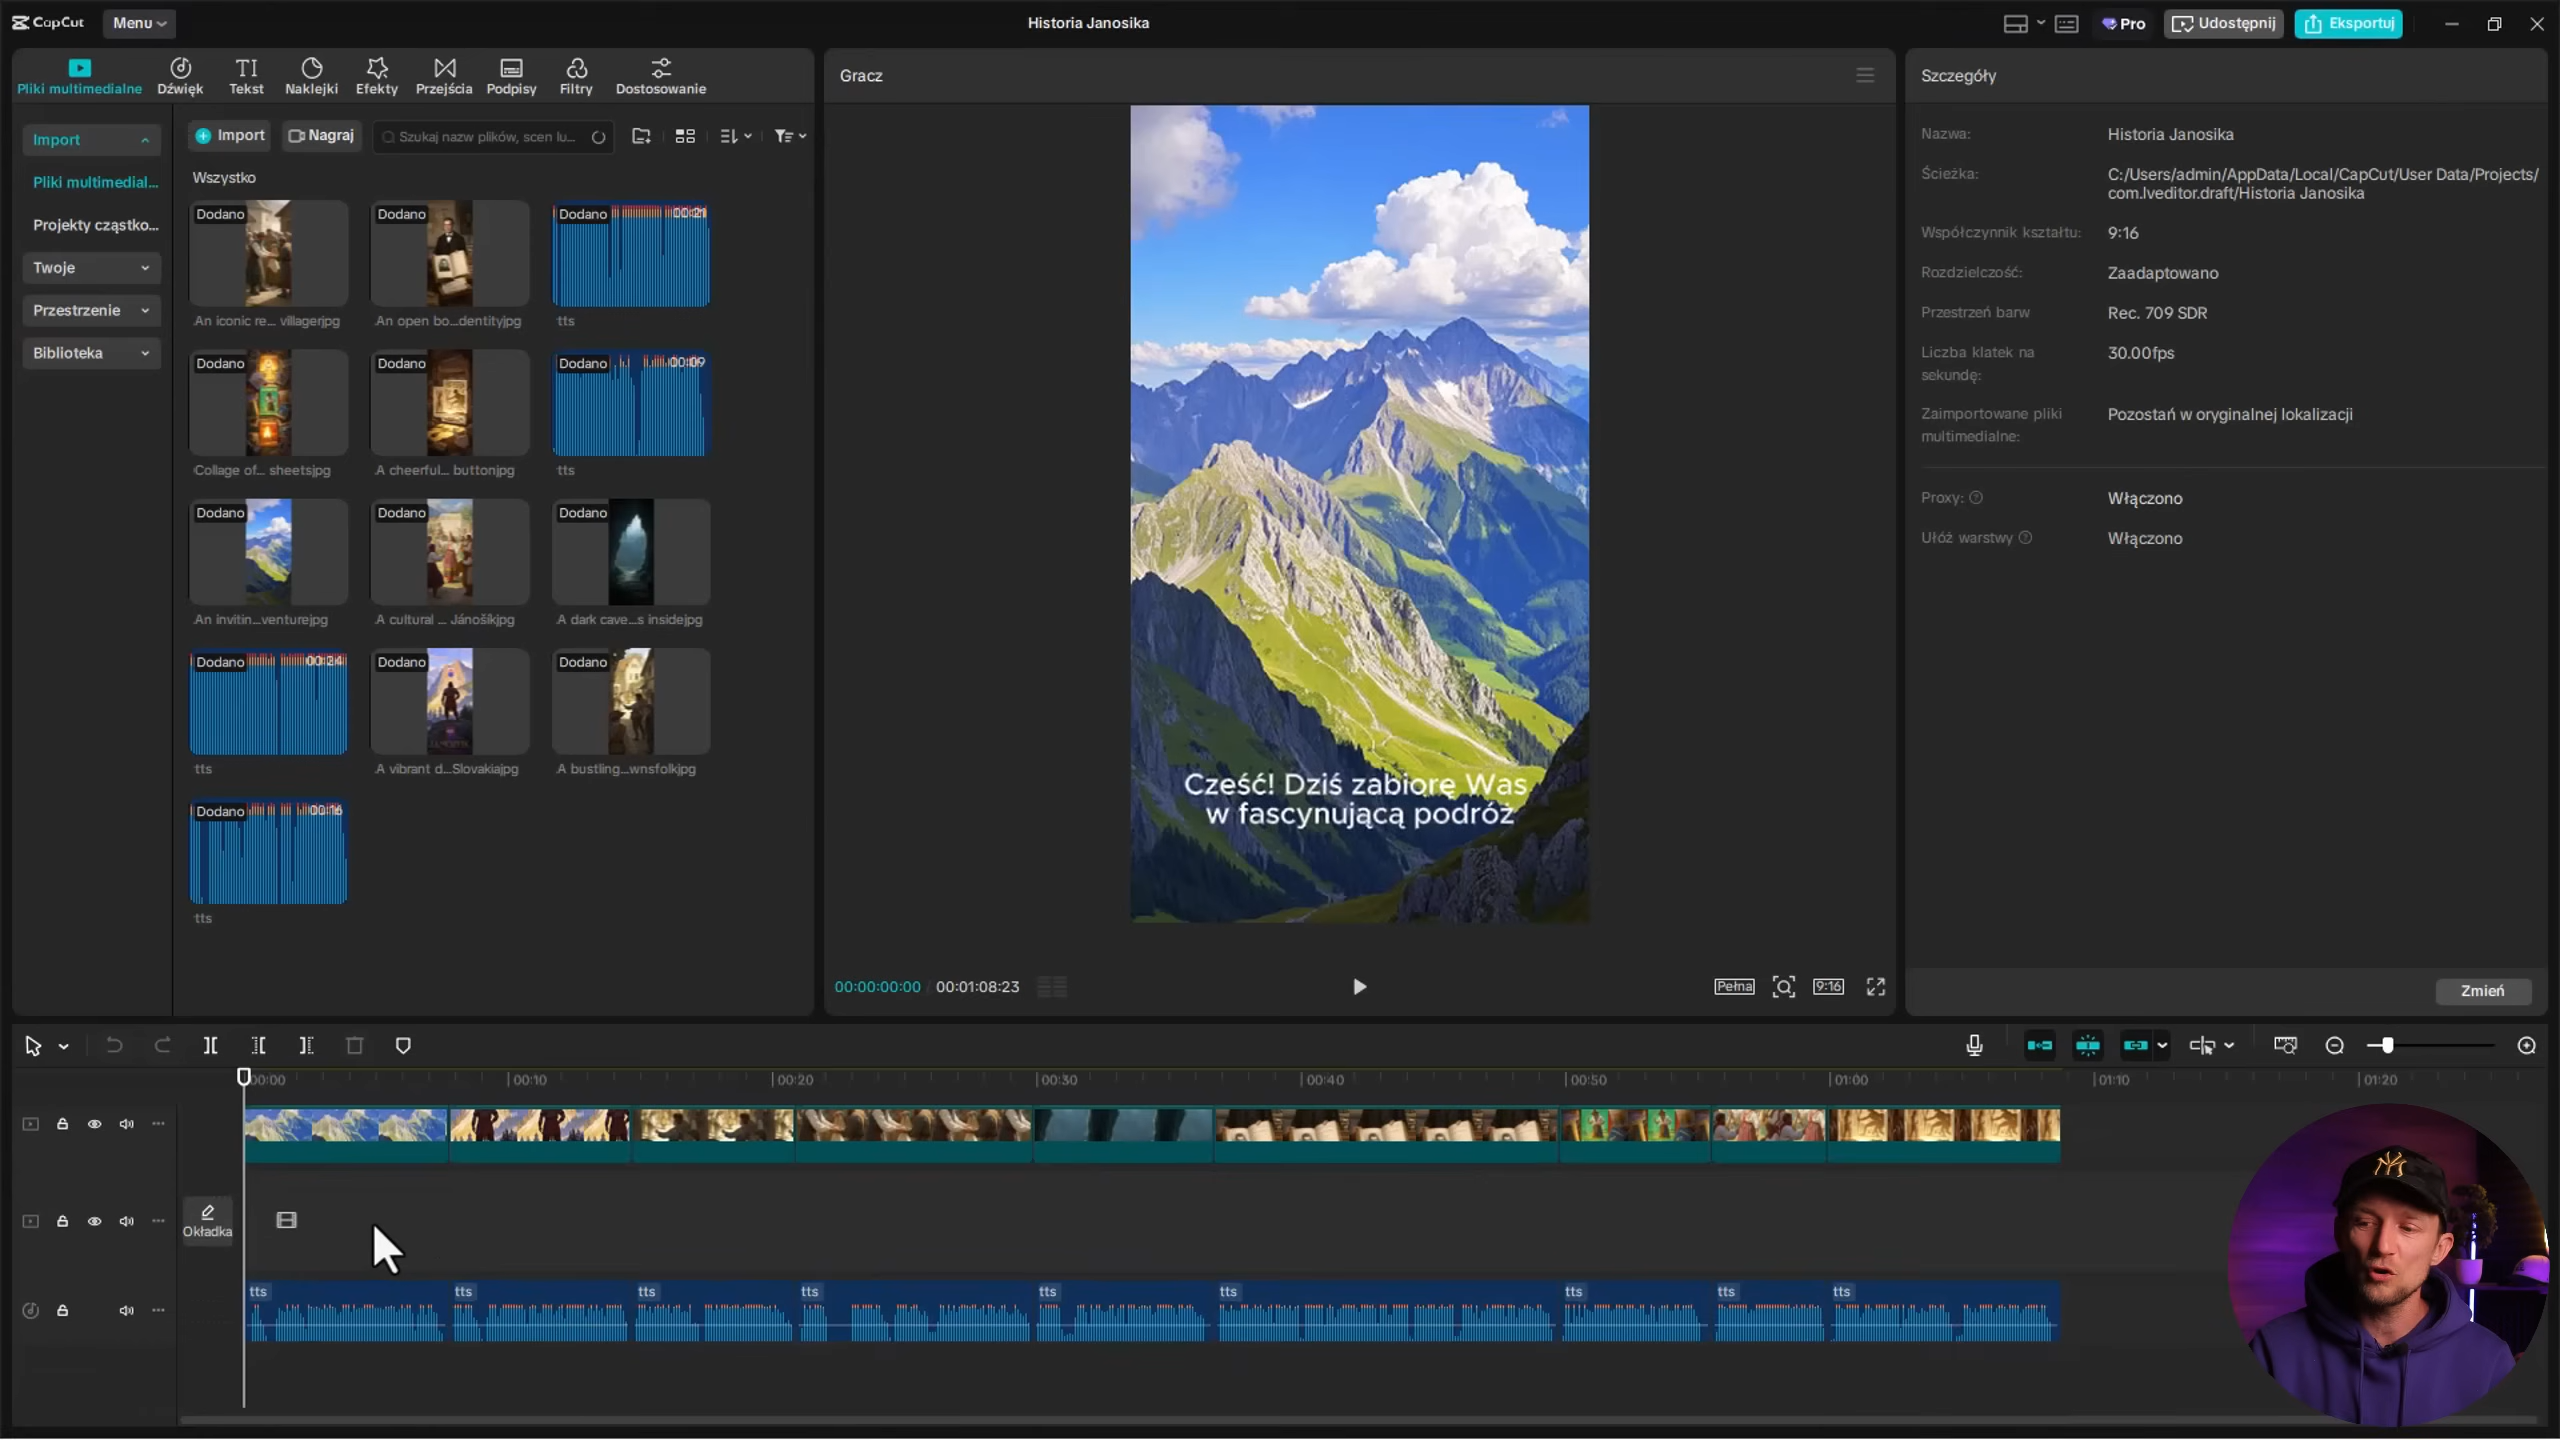 CapCut
Menu
Historia Janosika
Pro
Udostępnij
Eksportuj
Pliki multimedialne
Dźwięk
Tekst
Naklejki
Efekty
Przejścia
Podpisy
Filtry
Dostosowanie
Import
Pliki multimedial...
Projekty cząstko...
Twoje
Przestrzenie
Biblioteka
Import
Nagraj
Szukaj nazw plików, scen lu...
Wszystko
Dodano
Dodano
Dodano 00:21
An iconic re... villagerjpg
An open bo...dentityjpg
tts
Dodano
Dodano
Dodano 00:09
Collage of... sheetsjpg
A cheerful... buttonjpg
tts
Dodano
Dodano
Dodano
An invitin...venturejpg
A cultural ... Jánošíkjpg
A dark cave...s insidejpg
Dodano 00:24
Dodano
Dodano
tts
A vibrant d...Slovakiajpg
A bustling...wnsfolkjpg
Dodano 00:16
tts
Gracz
Cześć! Dziś zabiorę Was
w fascynującą podróż
00:00:00:00 / 00:01:08:23
Pełna
9:16
Szczegóły
Nazwa: Historia Janosika
Ścieżka: C:/Users/admin/AppData/Local/CapCut/User Data/Projects/
com.lveditor.draft/Historia Janosika
Współczynnik kształtu: 9:16
Rozdzielczość: Zaadaptowano
Przestrzeń barw Rec. 709 SDR
Liczba klatek na
sekundę: 30.00fps
Zaimportowane pliki
multimedialne: Pozostań w oryginalnej lokalizacji
Proxy: Włączono
Ułóż warstwy Włączono
Zmień
00:00 00:10 00:20 00:30 00:40 00:50 01:00 01:10 01:20
Okładka
tts tts tts tts tts tts tts tts tts